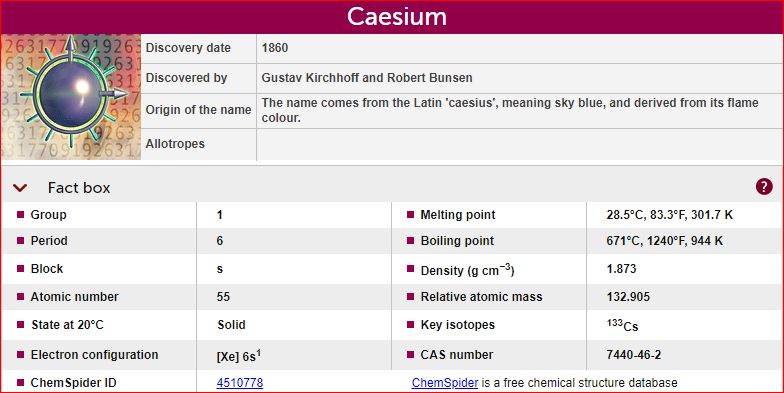 Caesium
Discovery date 1860
Discovered by Gustav Kirchhoff and Robert Bunsen
Origin of the name The name comes from the Latin 'caesius', meaning sky blue, and derived from its flame
colour.
Allotropes
Fact box ?
Group 1 Melting point 28.5°C, 83.3°F, 301.7 K
Period 6 Boiling point 671°C, 1240°F, 944 K
Block s Density (g cm⁻³) 1.873
Atomic number 55 Relative atomic mass 132.905
State at 20°C Solid Key isotopes ¹³³Cs
Electron configuration [Xe] 6s¹ CAS number 7440-46-2
ChemSpider ID 4510778 ChemSpider is a free chemical structure database